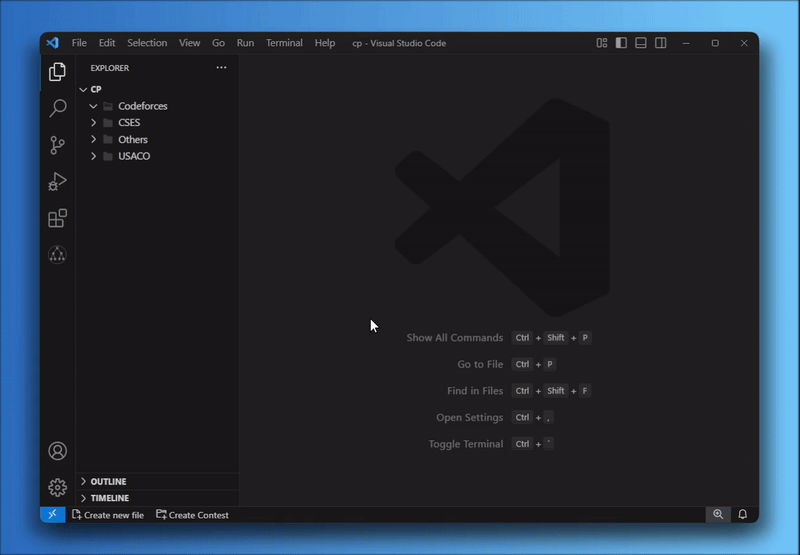 File Edit Selection View Go Run Terminal Help cp - Visual Studio Code
EXPLORER ···
CP
Codeforces
CSES
Others
USACO
Show All Commands Ctrl + Shift + P
Go to File Ctrl + P
Find in Files Ctrl + Shift + F
Open Settings Ctrl + ,
Toggle Terminal Ctrl + `
OUTLINE
TIMELINE
Create new file Create Contest